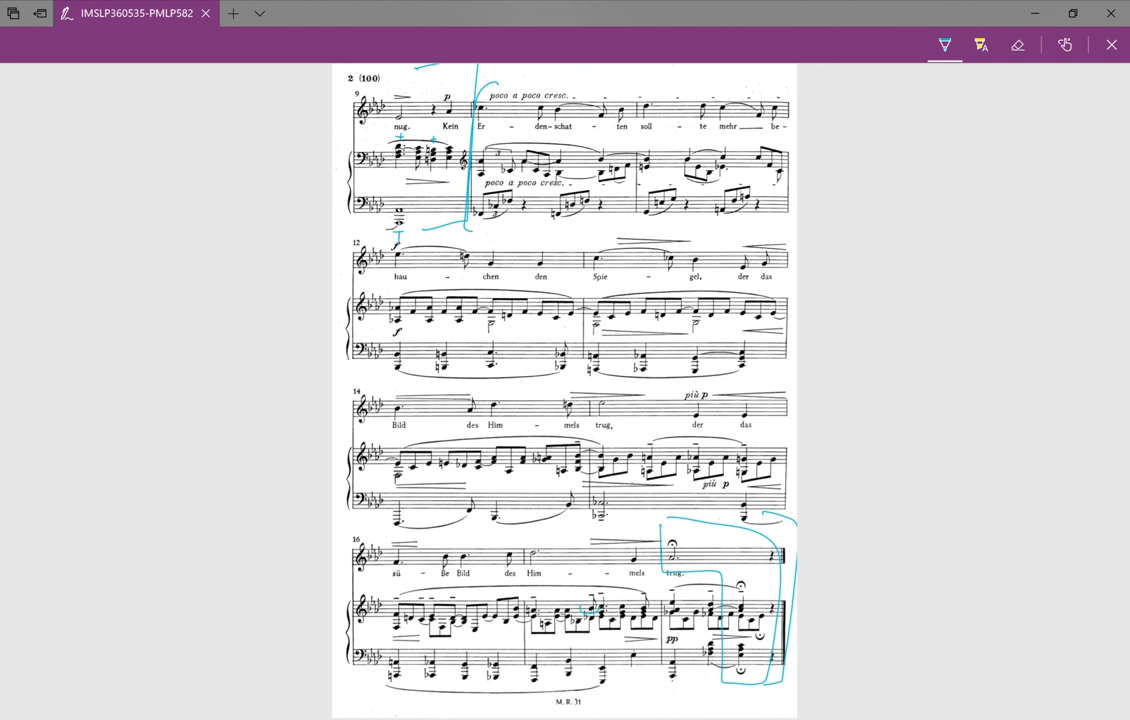 IMSLP360535-PMLP582
2 (100)
9
p
poco a poco cresc.
nug. Kein Er - den-schat - ten soll - te mehr be -
3
poco a poco cresc.
3
12
f
hau - chen den Spie - gel, der das
f
14
più p
Bild des Him - mels trug, der das
più p
16
sü - ße Bild des Him - mels trug.
pp
M. R. 31